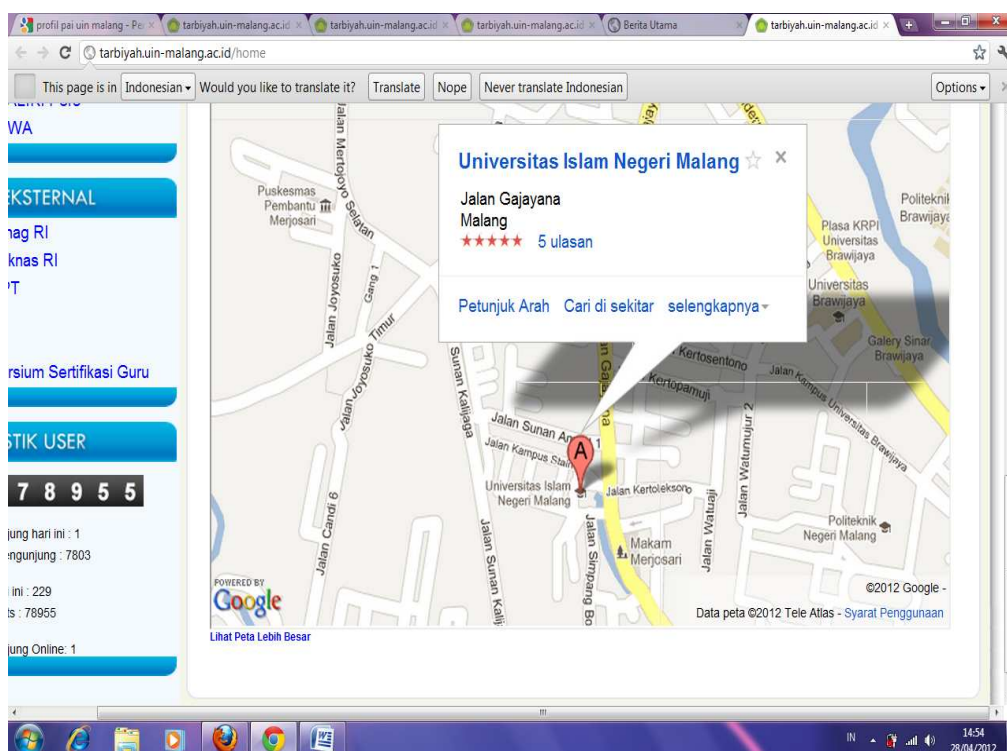 profil pai uin malang - Pe
tarbiyah.uin-malang.ac.id
tarbiyah.uin-malang.ac.id
tarbiyah.uin-malang.ac.id
Berita Utama
tarbiyah.uin-malang.ac.id
tarbiyah.uin-malang.ac.id/home
This page is in Indonesian Would you like to translate it? Translate Nope Never translate Indonesian Options
WA
KSTERNAL
nag RI
knas RI
PT
rsium Sertifikasi Guru
STIK USER
7 8 9 5 5
jung hari ini : 1
engunjung : 7803
ini : 229
ts : 78955
jung Online: 1
Universitas Islam Negeri Malang
Jalan Gajayana
Malang
5 ulasan
Petunjuk Arah Cari di sekitar selengkapnya
Jalan Mertojoyo Selatan
Puskesmas
Pembantu
Merjosari
Jalan Joyosuko
Gang 1
Jalan Joyosuko Timur
Sunan Kalijaga
Politeknik
Brawijaya
Plasa KRPI
Universitas
Brawijaya
Universitas
Brawijaya
Galery Sinar
Brawijaya
Kertosentono
Kertopamuji
Jalan Kampus Universitas Brawijaya
Jalan Sunan Ampel 1
Jalan Kampus Stain
A
Universitas Islam
Negeri Malang
Jalan Kertoleksono
Jalan Watumujur 2
Jalan Watuaji
Jalan Candi 6
Jalan Sunan Kalij
Jalan Simpang Bo
Makam
Merjosari
Politeknik
Negeri Malang
POWERED BY
Google
©2012 Google -
Data peta ©2012 Tele Atlas - Syarat Penggunaan
Lihat Peta Lebih Besar
IN
14:54
28/04/201